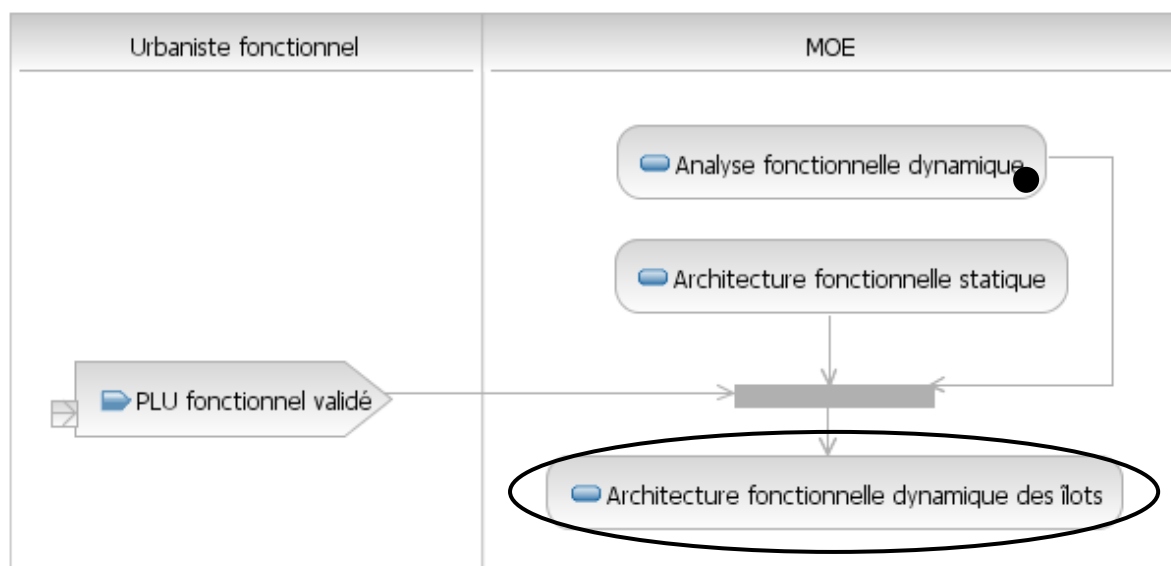 Urbaniste fonctionnel
MOE
Analyse fonctionnelle dynamique
Architecture fonctionnelle statique
PLU fonctionnel validé
Architecture fonctionnelle dynamique des îlots